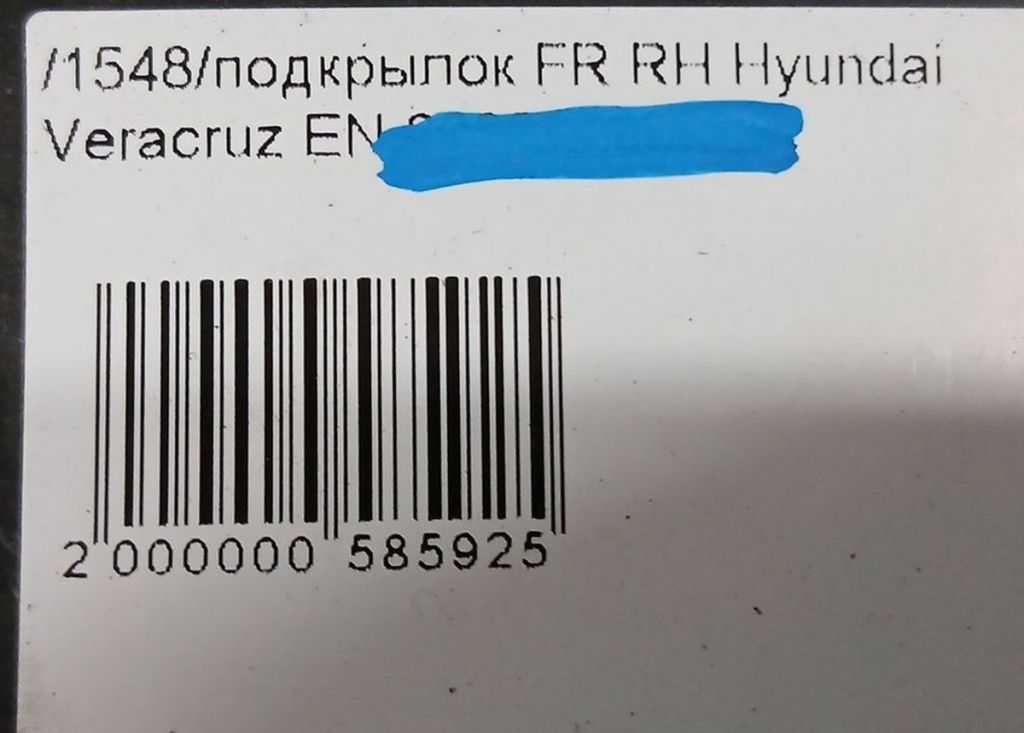 /1548/подкрылок FR RH Hyundai
Veracruz EN
2 000000 585925